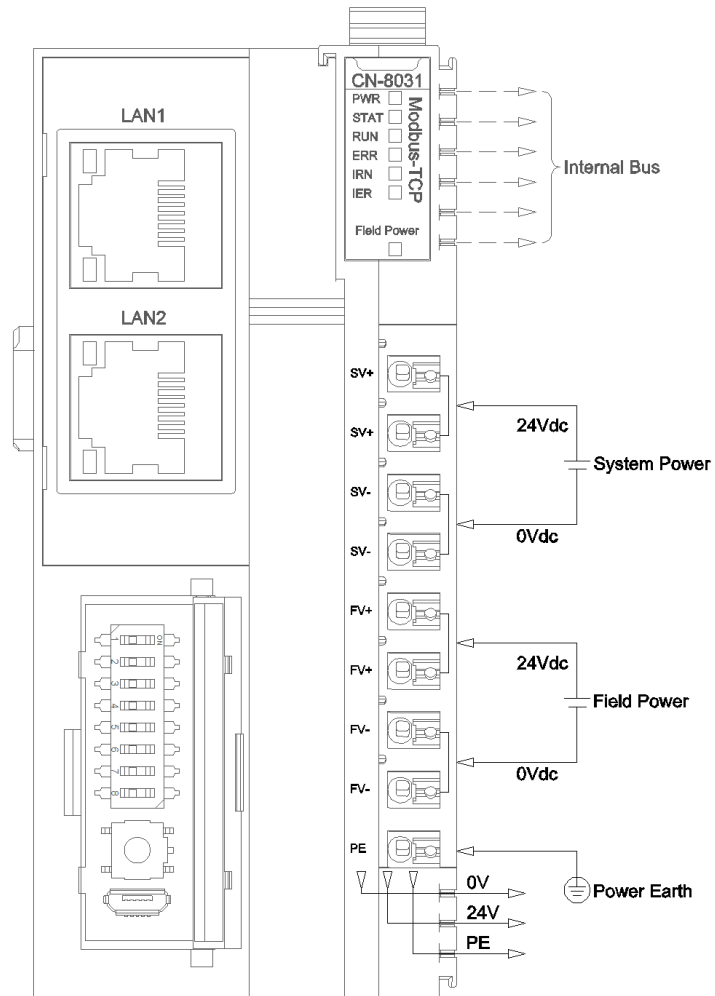 CN-8031
PWR
STAT
RUN
ERR
IRN
IER
Modbus-TCP
Field Power
Internal Bus
LAN1
LAN2
SV+
SV+
24Vdc
System Power
SV-
SV-
0Vdc
FV+
FV+
24Vdc
Field Power
FV-
FV-
0Vdc
PE
Power Earth
0V
24V
PE
ON
1
2
3
4
5
6
7
8